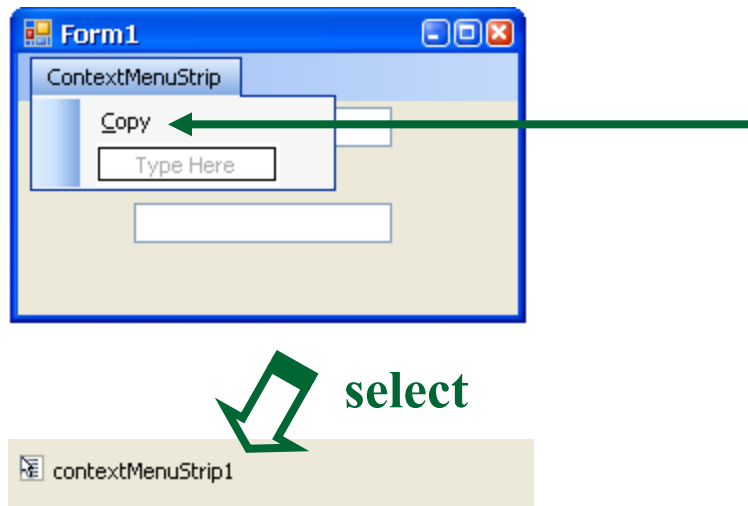 Form1
ContextMenuStrip
Copy
Type Here
select
contextMenuStrip1